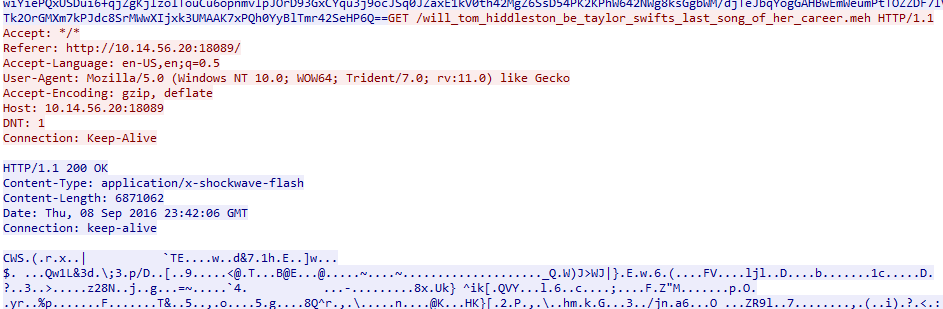 Tk2OrGMXm7kPJdc8SrMWwXIjxk3UMAAK7xPQh0YyBlTmr42SeHP6Q==GET /will_tom_hiddleston_be_taylor_swifts_last_song_of_her_career.meh HTTP/1.1
Accept: */*
Referer: http://10.14.56.20:18089/
Accept-Language: en-US,en;q=0.5
User-Agent: Mozilla/5.0 (Windows NT 10.0; WOW64; Trident/7.0; rv:11.0) like Gecko
Accept-Encoding: gzip, deflate
Host: 10.14.56.20:18089
DNT: 1
Connection: Keep-Alive
HTTP/1.1 200 OK
Content-Type: application/x-shockwave-flash
Content-Length: 6871062
Date: Thu, 08 Sep 2016 23:42:06 GMT
Connection: keep-alive
CWS.(.r.x..| `TE....w..d&7.1h.E..]w...
$. ...Qw1L&3d.\;3.p/D..[..9.....<@.T...B@E...@.....~....~......................_Q.W)J>WJ|}.E.w.6.(....FV....ljl..D....b.......1c.....D.
?..3..>.....z28N..j..g...=~.....`4. ...-.........8x.Uk} ^ik[.QVY...l.6..c....;....F.Z"M.......p.O.
.yr..%p.......F.......T&..5..,.o....5.g....8Q^r.,.\.....n....@K...HK}[.2.P.,.\..hm.k.G...3../jn.a6...O ...ZR9l..7........,.(..i).?.<.: